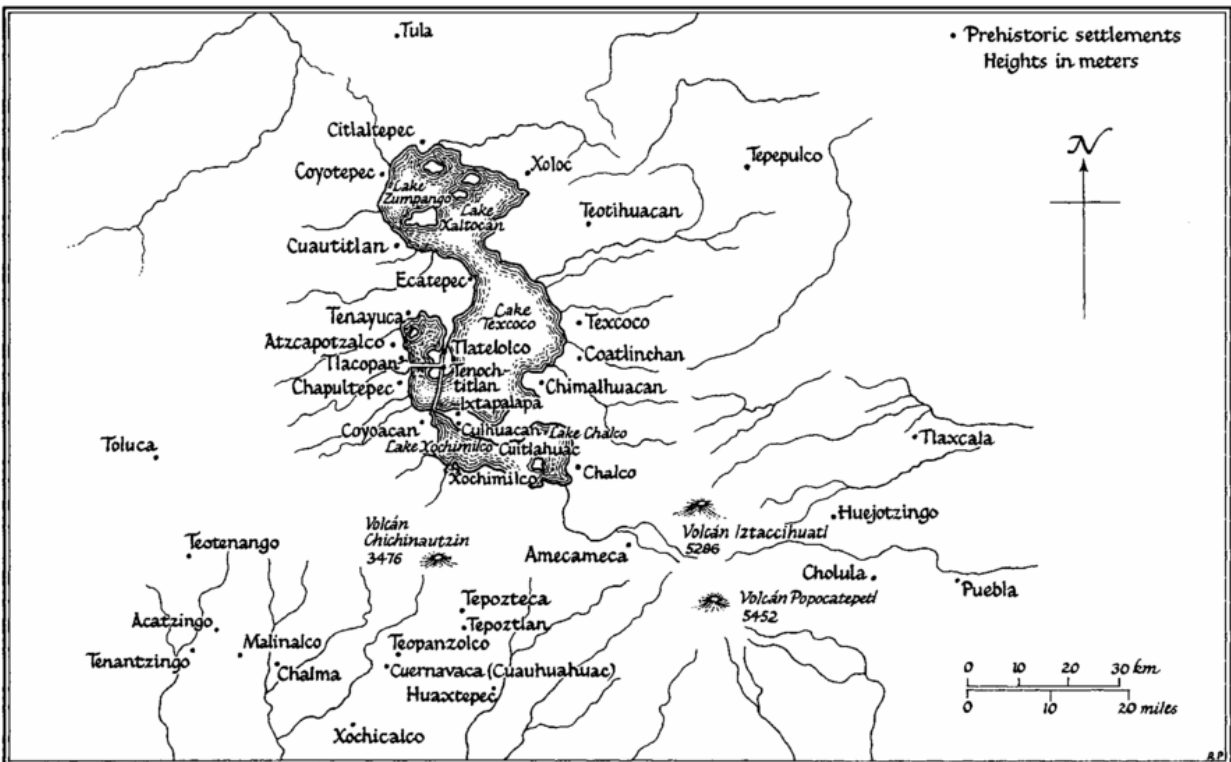 Tula
• Prehistoric settlements
Heights in meters
N
Citlaltepec
Coyotepec
Xoloc
Tepepulco
Lake
Zumpango
Lake
Xaltocan
Teotihuacan
Cuautitlan
Ecatepec
Lake
Texcoco
Tenayuca
Texcoco
Atzcapotzalco
Tlatelolco
Coatlinchan
Tlacopan
Tenoch-
titlan
Chapultepec
Chimalhuacan
Ixtapalapa
Coyoacan
Culhuacan
Lake Chalco
Toluca
Lake Xochimilco
Cuitlahuac
Tlaxcala
Xochimilco
Chalco
Volcán
Chichinautzin
3476
Volcán Iztaccihuatl
5286
Huejotzingo
Teotenango
Amecameca
Cholula
Puebla
Volcán Popocatepetl
5452
Tepozteca
Tepoztlan
Acatzingo
Malinalco
Teopanzolco
Tenantzingo
Chalma
Cuernavaca (Cuauhuahuac)
Huaxtepec
Xochicalco
0 10 20 30 km
0 10 20 miles
R.P.